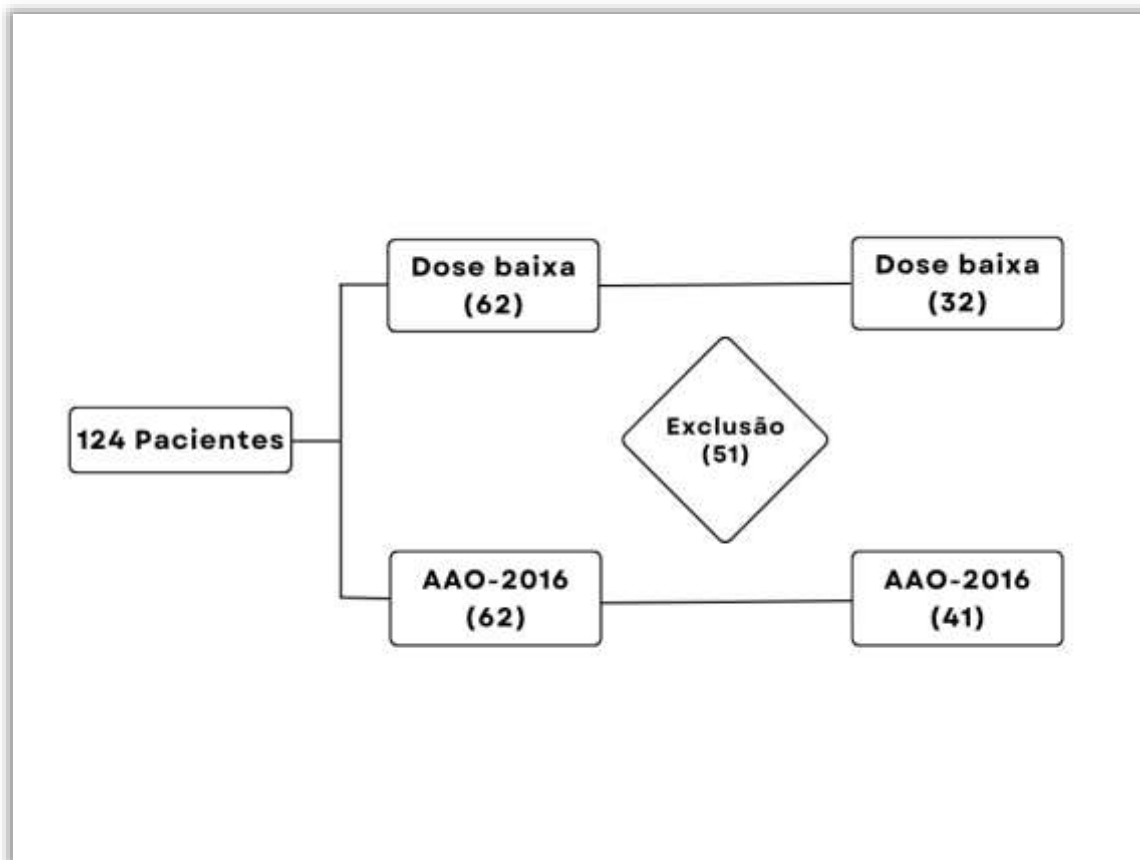 124 Pacientes
Dose baixa
(62)
Dose baixa
(32)
Exclusão
(51)
AAO-2016
(62)
AAO-2016
(41)